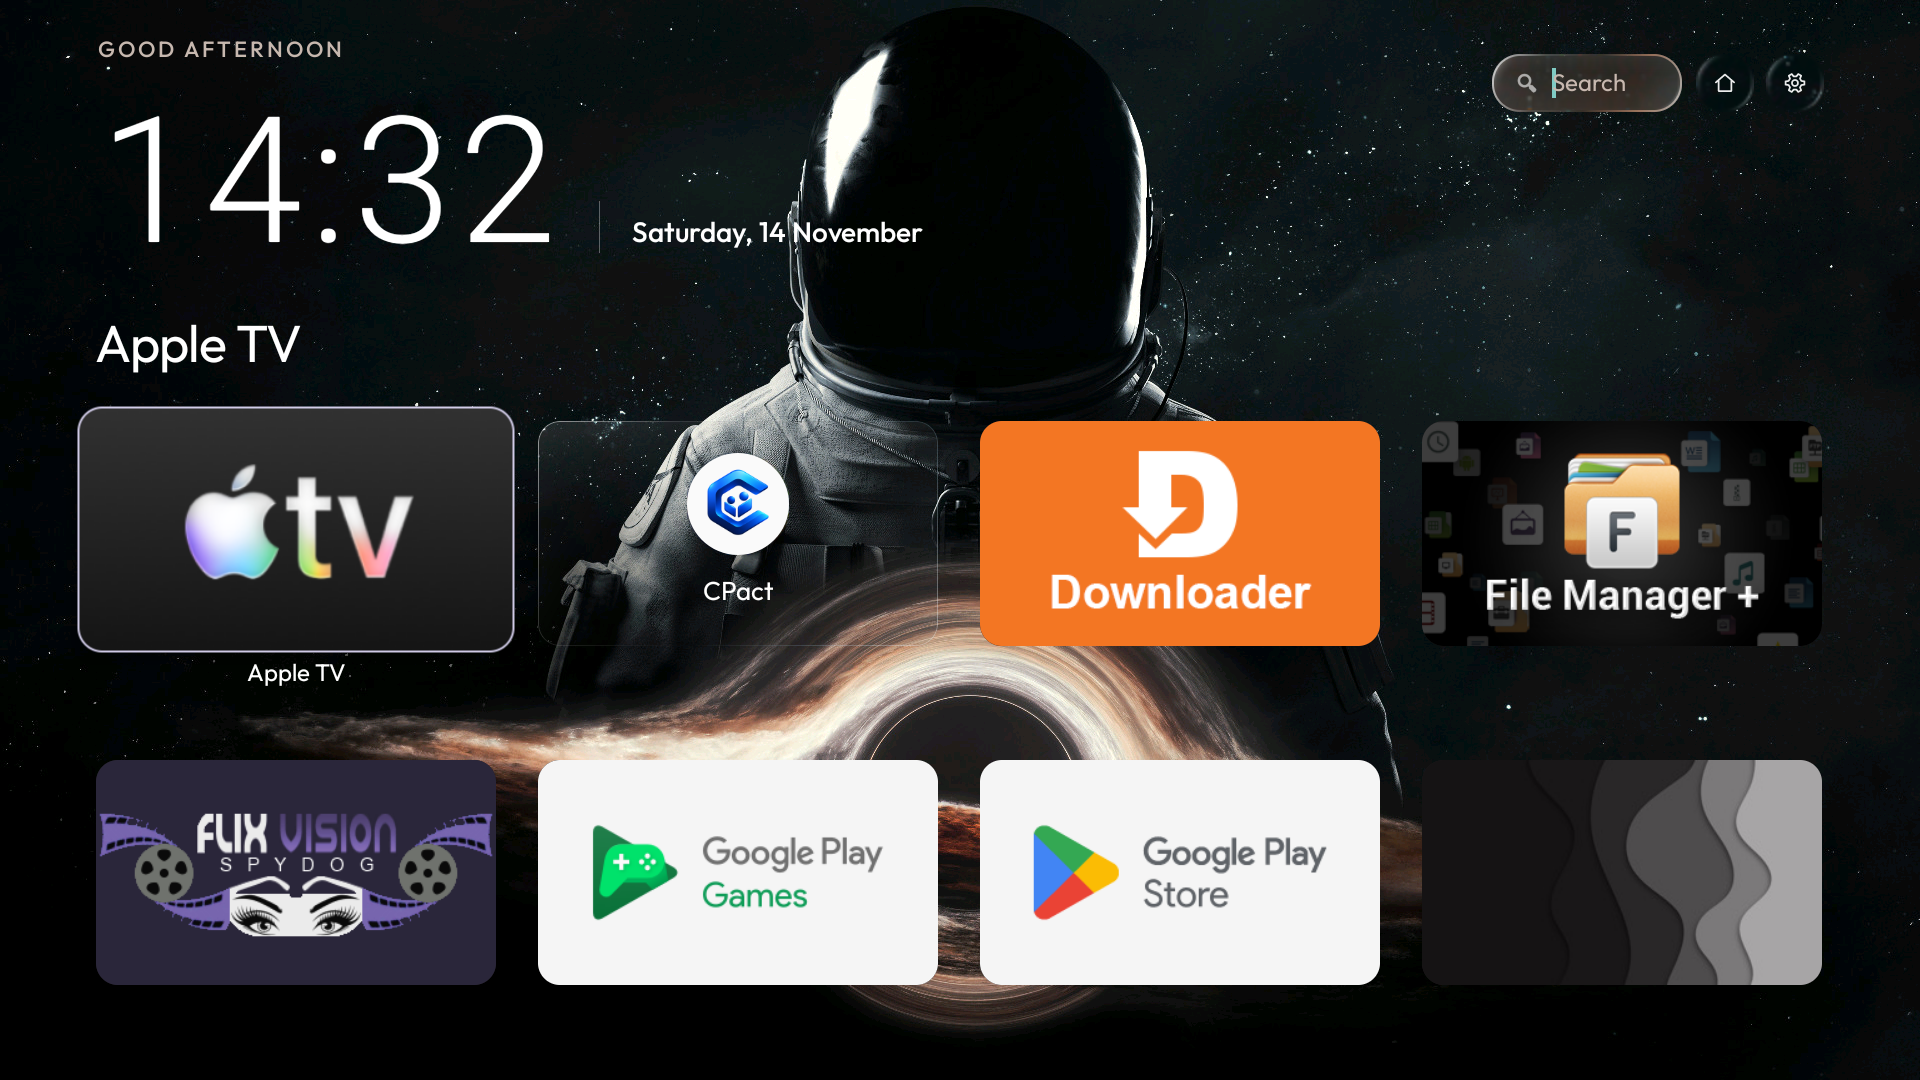 GOOD AFTERNOON
Search
14:32
Saturday, 14 November
Apple TV
tv
CPact
Downloader
F
File Manager +
Apple TV
FLIX VISION
SPYDOG
Google Play
Games
Google Play
Store